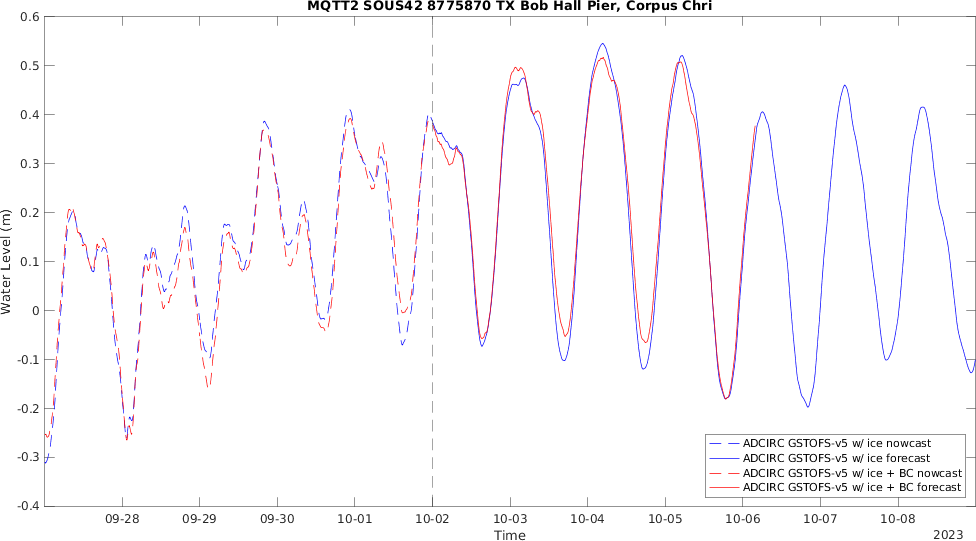 MQTT2 SOUS42 8775870 TX Bob Hall Pier, Corpus Chri
0.6
0.5
0.4
0.3
0.2
0.1
0
-0.1
-0.2
-0.3
-0.4
Water Level (m)
ADCIRC GSTOFS-v5 w/ ice nowcast
ADCIRC GSTOFS-v5 w/ ice forecast
ADCIRC GSTOFS-v5 w/ ice + BC nowcast
ADCIRC GSTOFS-v5 w/ ice + BC forecast
09-28 09-29 09-30 10-01 10-02 10-03 10-04 10-05 10-06 10-07 10-08
Time
2023